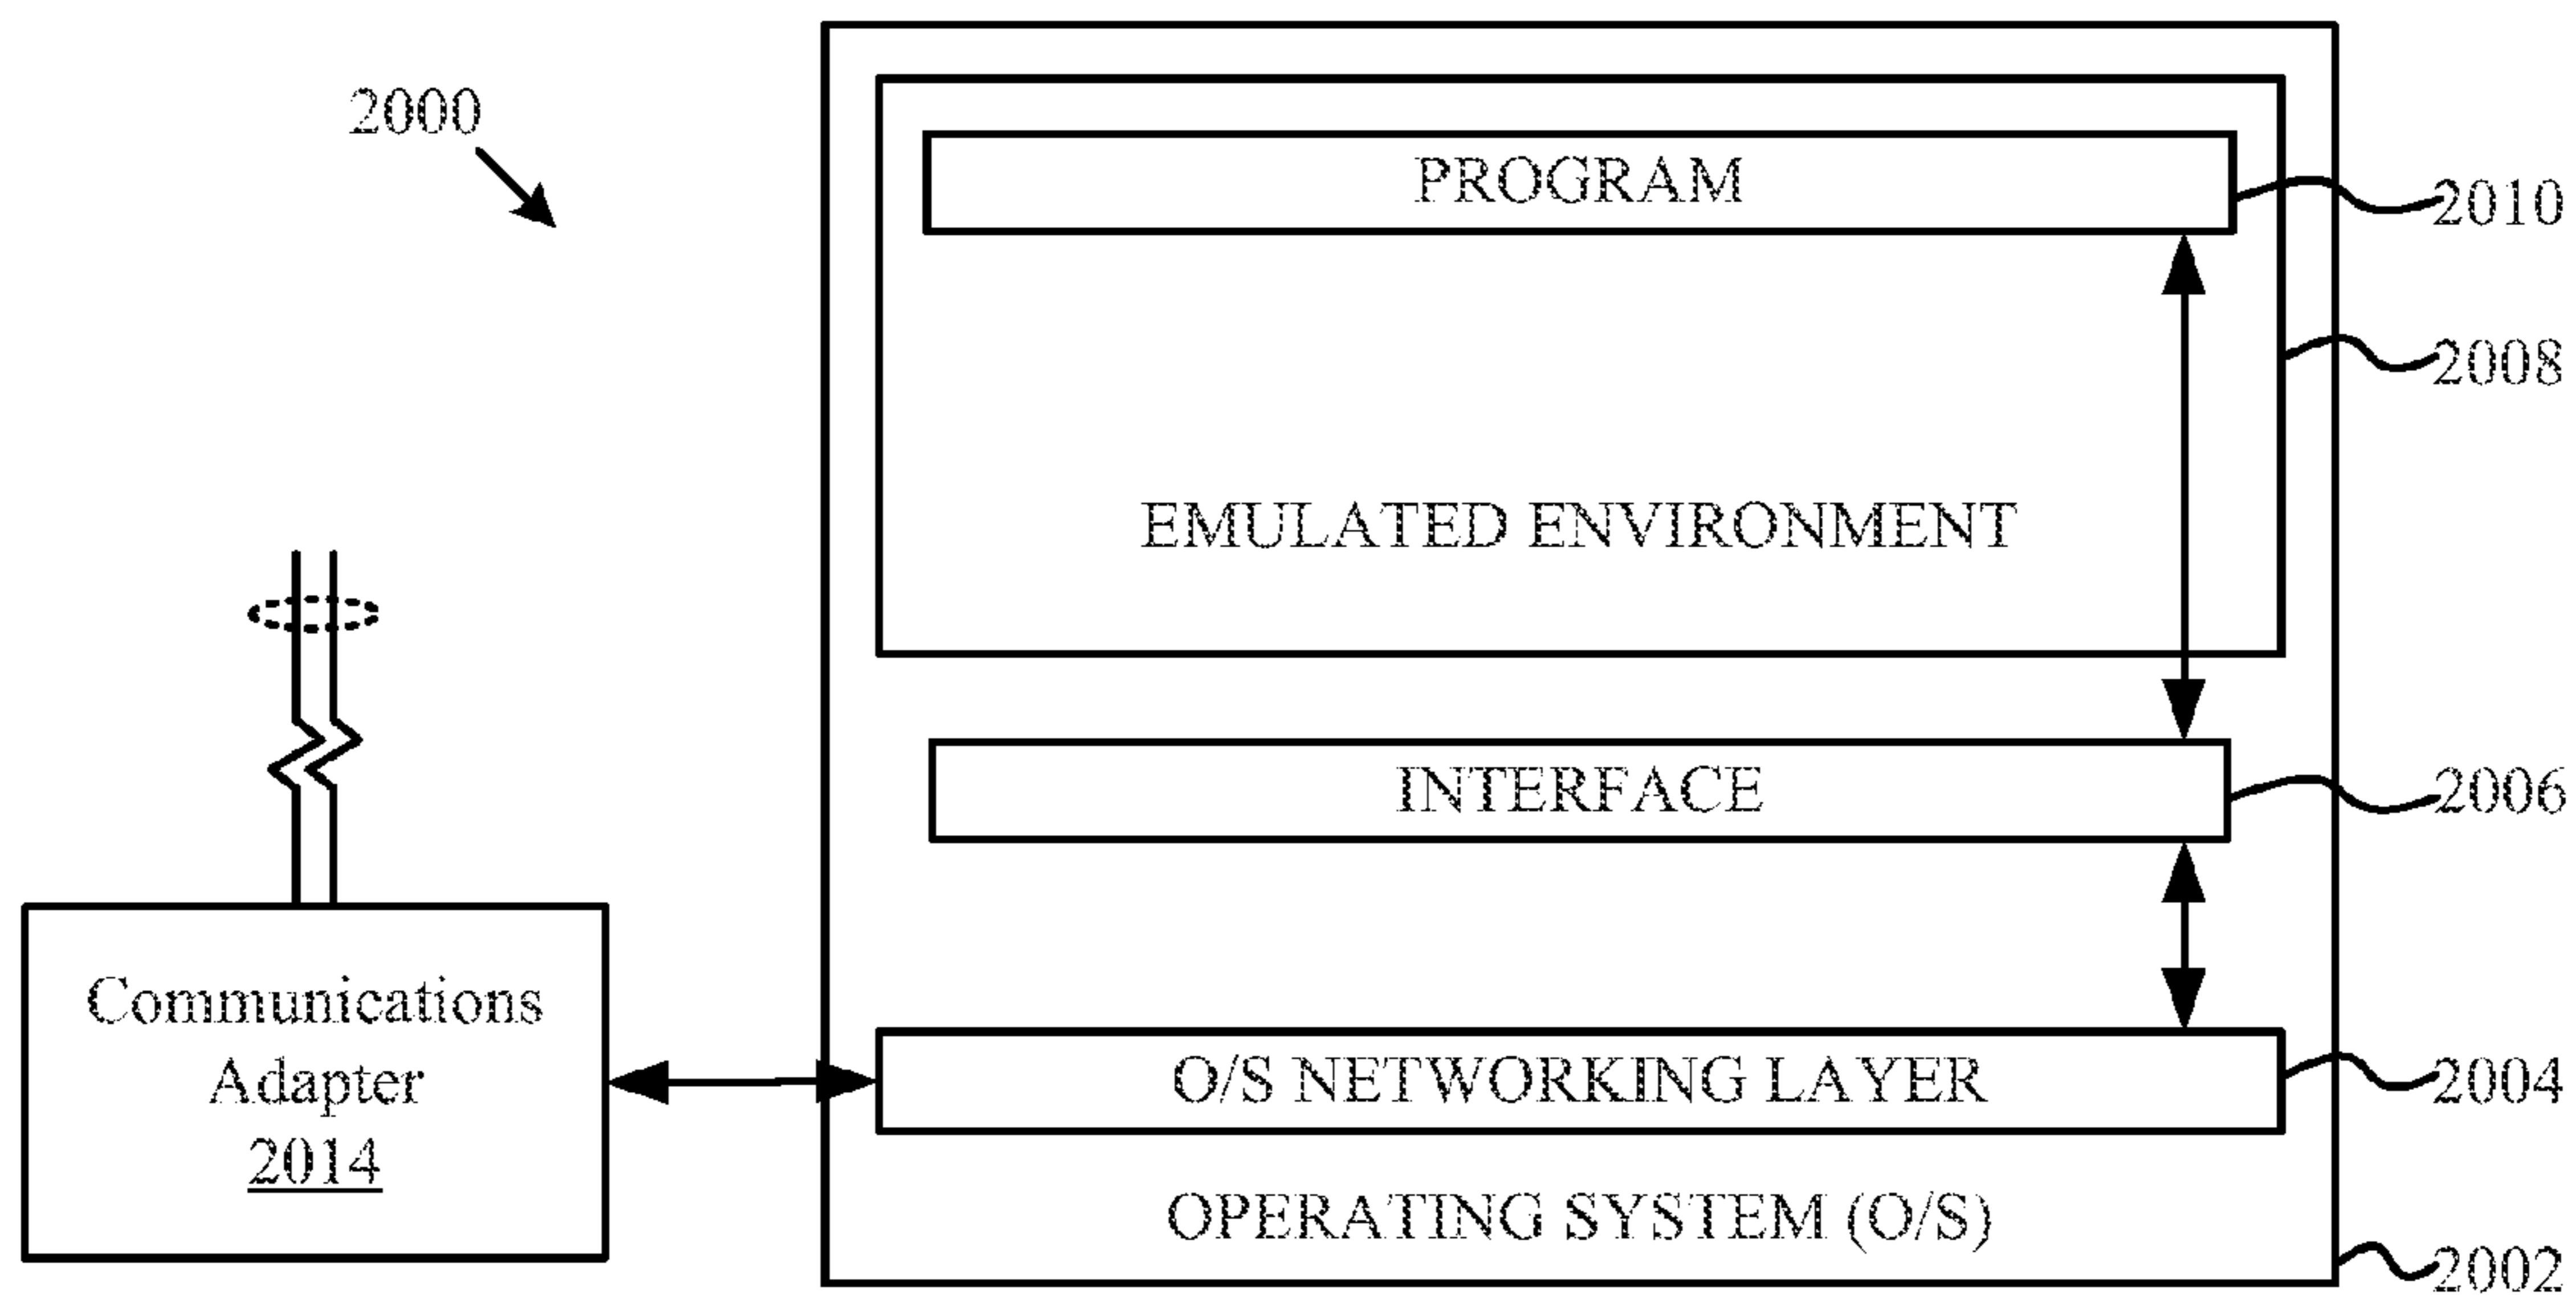 2000
PROGRAM
2010
2008
EMULATED ENVIRONMENT
INTERFACE
2006
Communications
Adapter
2014
O/S NETWORKING LAYER
2004
OPERATING SYSTEM (O/S)
2002